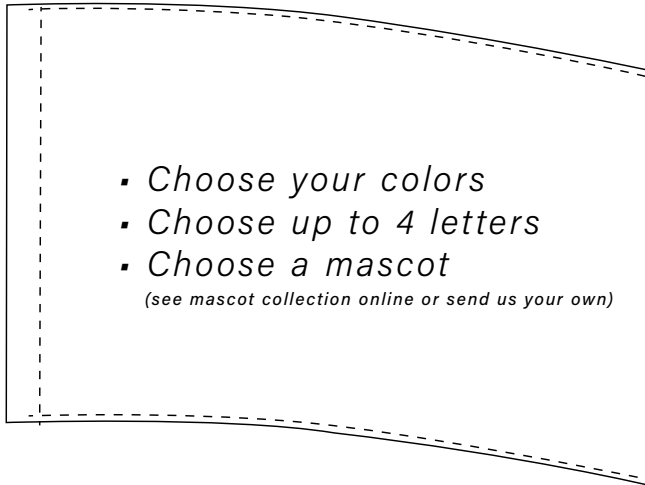 ▪ Choose your colors
▪ Choose up to 4 letters
▪ Choose a mascot
(see mascot collection online or send us your own)